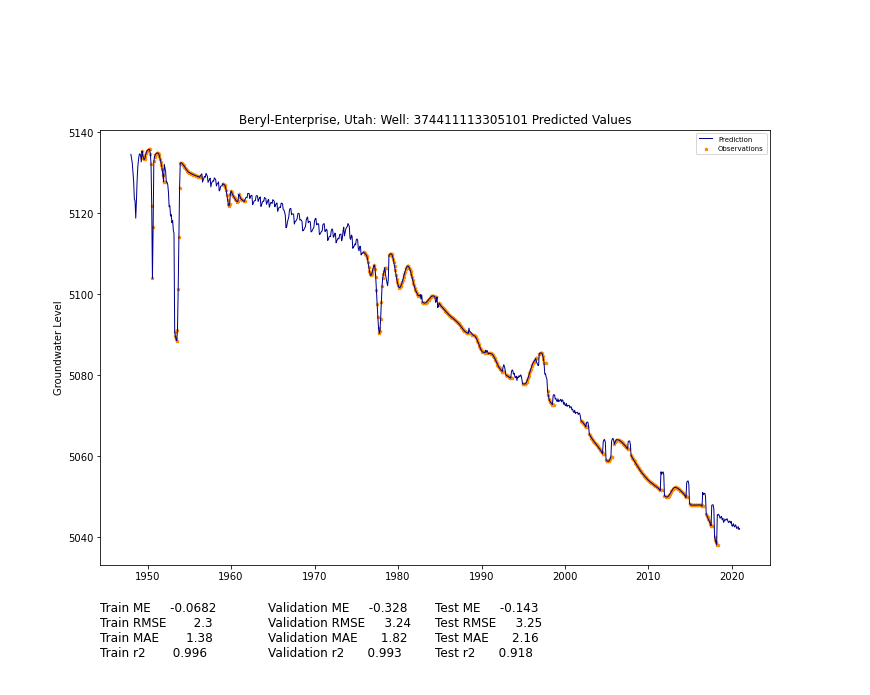 Beryl-Enterprise, Utah: Well: 374411113305101 Predicted Values
Prediction
Observations
Groundwater Level
5140
5120
5100
5080
5060
5040
1950 1960 1970 1980 1990 2000 2010 2020
Train ME -0.0682 Validation ME -0.328 Test ME -0.143
Train RMSE 2.3 Validation RMSE 3.24 Test RMSE 3.25
Train MAE 1.38 Validation MAE 1.82 Test MAE 2.16
Train r2 0.996 Validation r2 0.993 Test r2 0.918